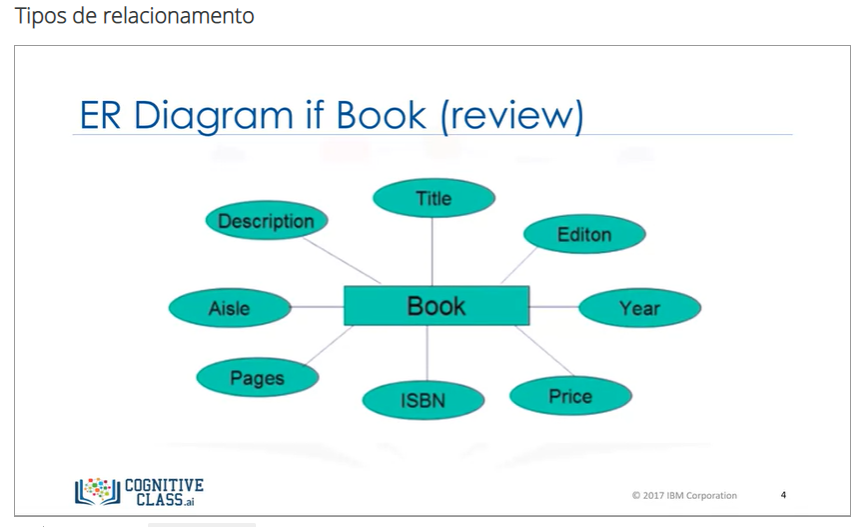 Tipos de relacionamento
ER Diagram if Book (review)
Title
Description
Editon
Aisle
Book
Year
Pages
ISBN
Price
COGNITIVE
CLASS.ai
© 2017 IBM Corporation
4